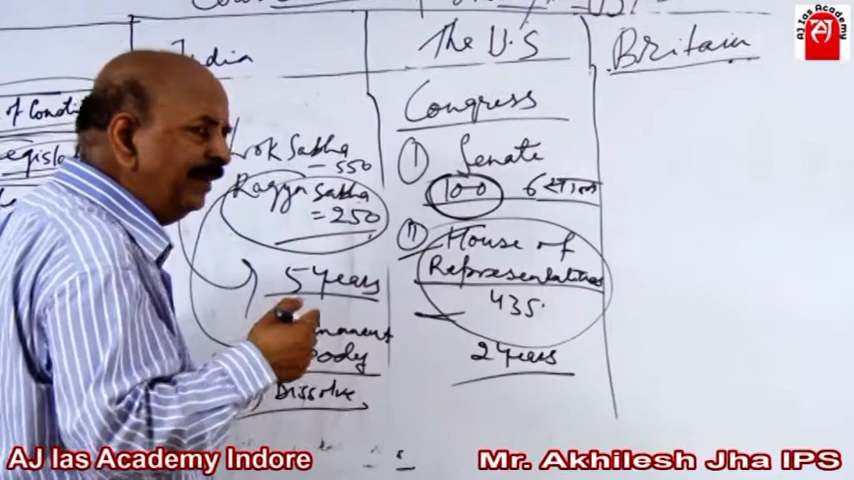 India
The U.S
Britain
Congress
Senate
100 6 साल
House of
Representatives
435
2 Years
Lok Sabha
- 550
Rajya Sabha
= 250
5 Years
body
Dissolve
AJ Ias Academy
AJ
AJ Ias Academy Indore
Mr. Akhilesh Jha IPS